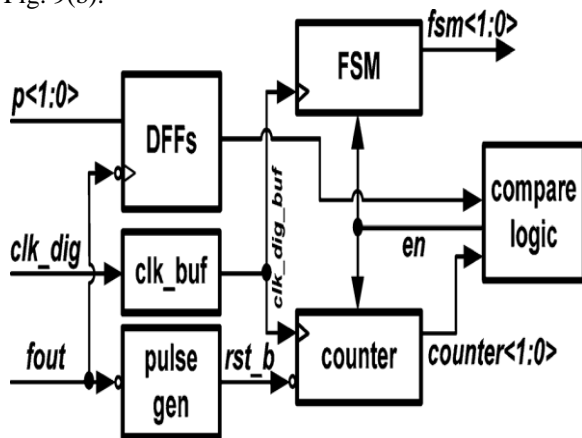 Fig. 9(b).
fsm<1:0>
FSM
p<1:0>
DFFs
compare
logic
clk_dig_buf
clk_dig
clk_buf
en
fout
pulse
gen
rst_b
counter
counter<1:0>